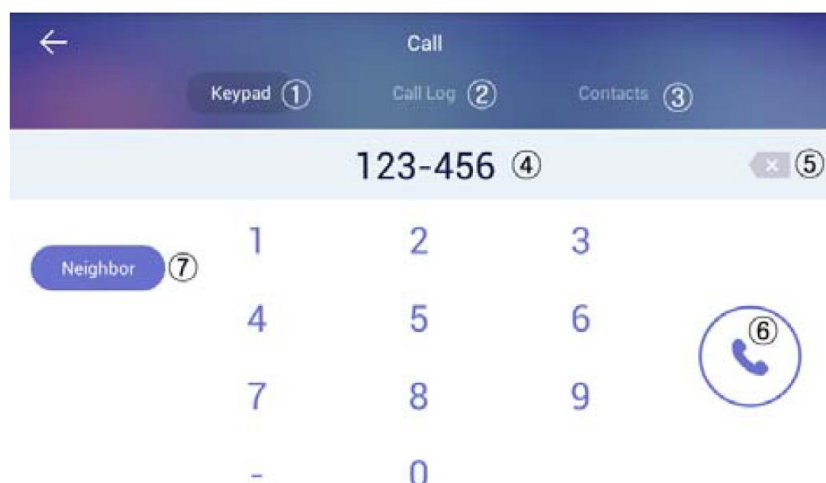 Call
Keypad ① Call Log ② Contacts ③
123-456 ④ ⑤
1 2 3
Neighbor ⑦
4 5 6
⑥
7 8 9
- 0